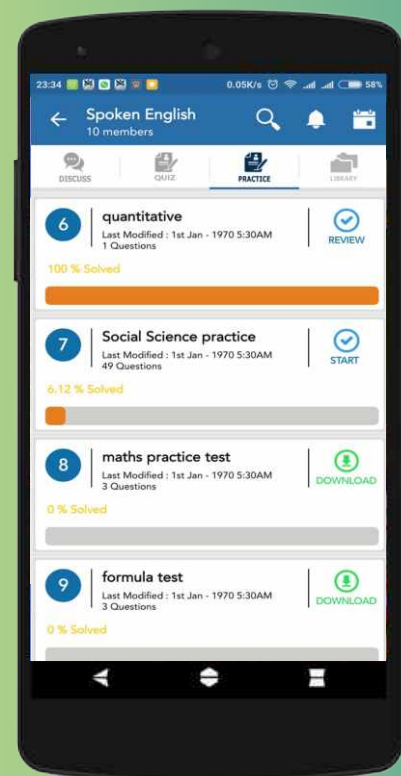 23:34
0.05K/s
58%
Spoken English
10 members
DISCUSS
QUIZ
PRACTICE
LIBRARY
6
quantitative
Last Modified : 1st Jan - 1970 5:30AM
1 Questions
REVIEW
100 % Solved
7
Social Science practice
Last Modified : 1st Jan - 1970 5:30AM
49 Questions
START
6.12 % Solved
8
maths practice test
Last Modified : 1st Jan - 1970 5:30AM
3 Questions
DOWNLOAD
0 % Solved
9
formula test
Last Modified : 1st Jan - 1970 5:30AM
3 Questions
DOWNLOAD
0 % Solved